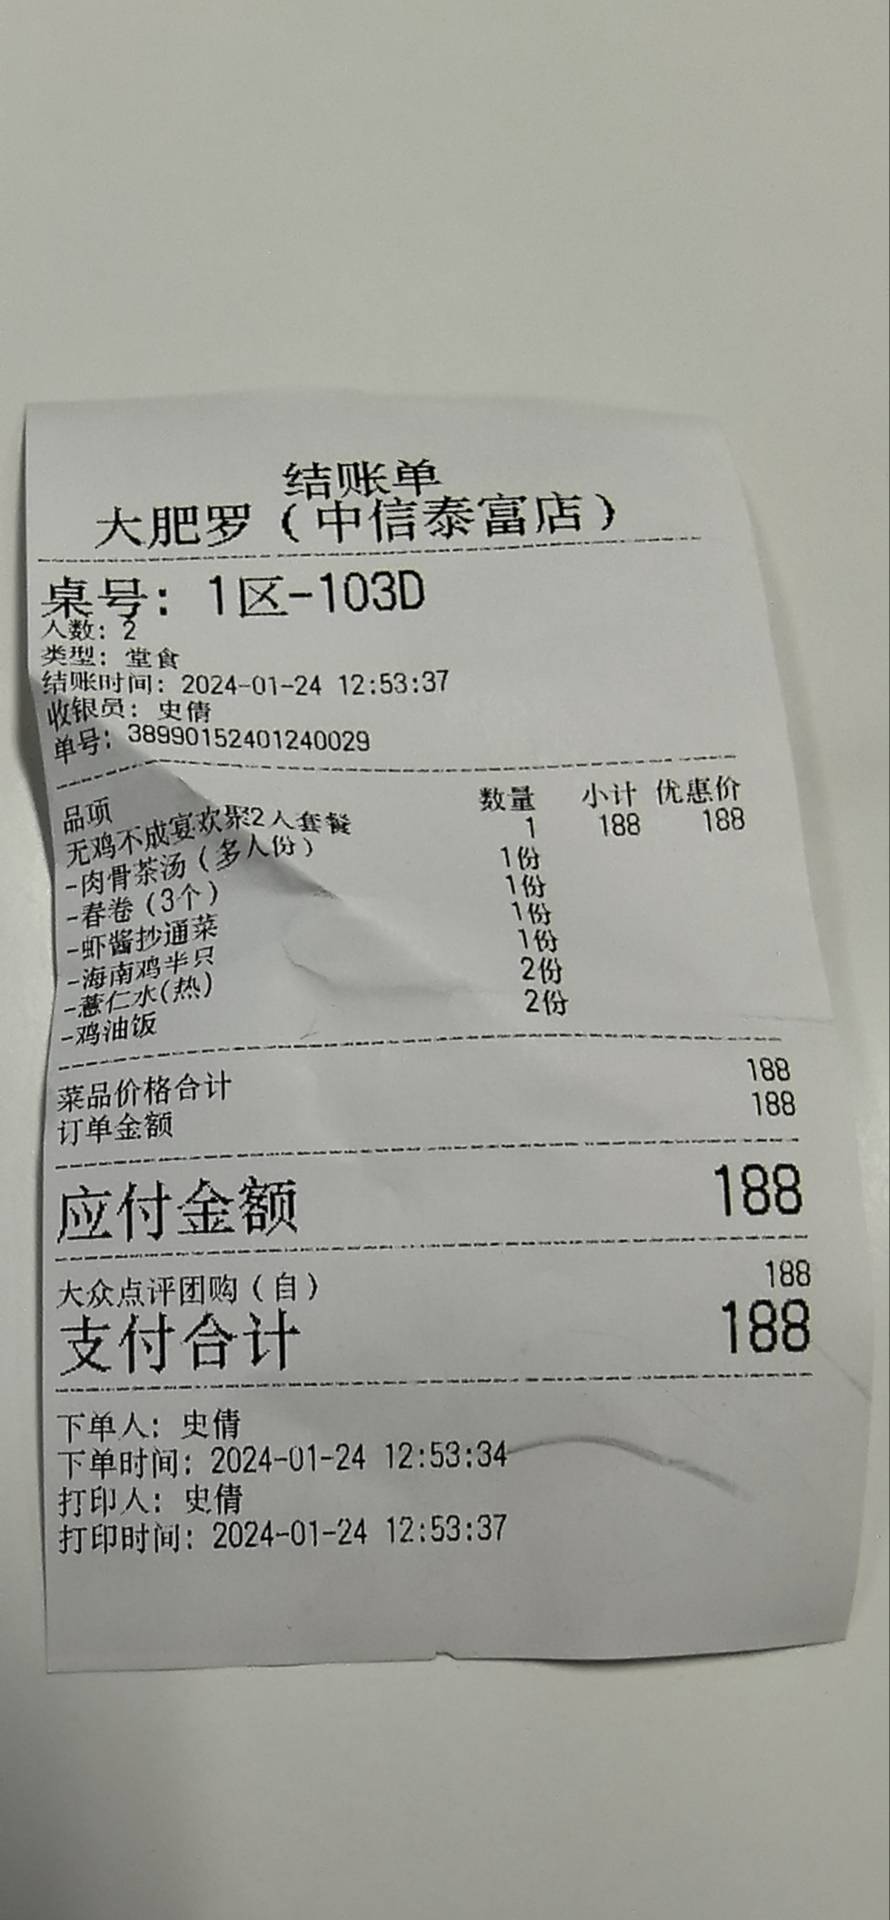 结账单
大肥罗（中信泰富店）
桌号: 1区-103D
人数: 2
类型: 堂食
结账时间: 2024-01-24 12:53:37
收银员: 史倩
单号: 38990152401240029
品项 数量 小计 优惠价
无鸡不成宴欢聚2人套餐 1 188 188
-肉骨茶汤（多人份） 1份
-春卷（3个） 1份
-虾酱抄通菜 1份
-海南鸡半只 1份
-薏仁水(热) 2份
-鸡油饭 2份
菜品价格合计 188
订单金额 188
应付金额 188
大众点评团购（自） 188
支付合计 188
下单人: 史倩
下单时间: 2024-01-24 12:53:34
打印人: 史倩
打印时间: 2024-01-24 12:53:37